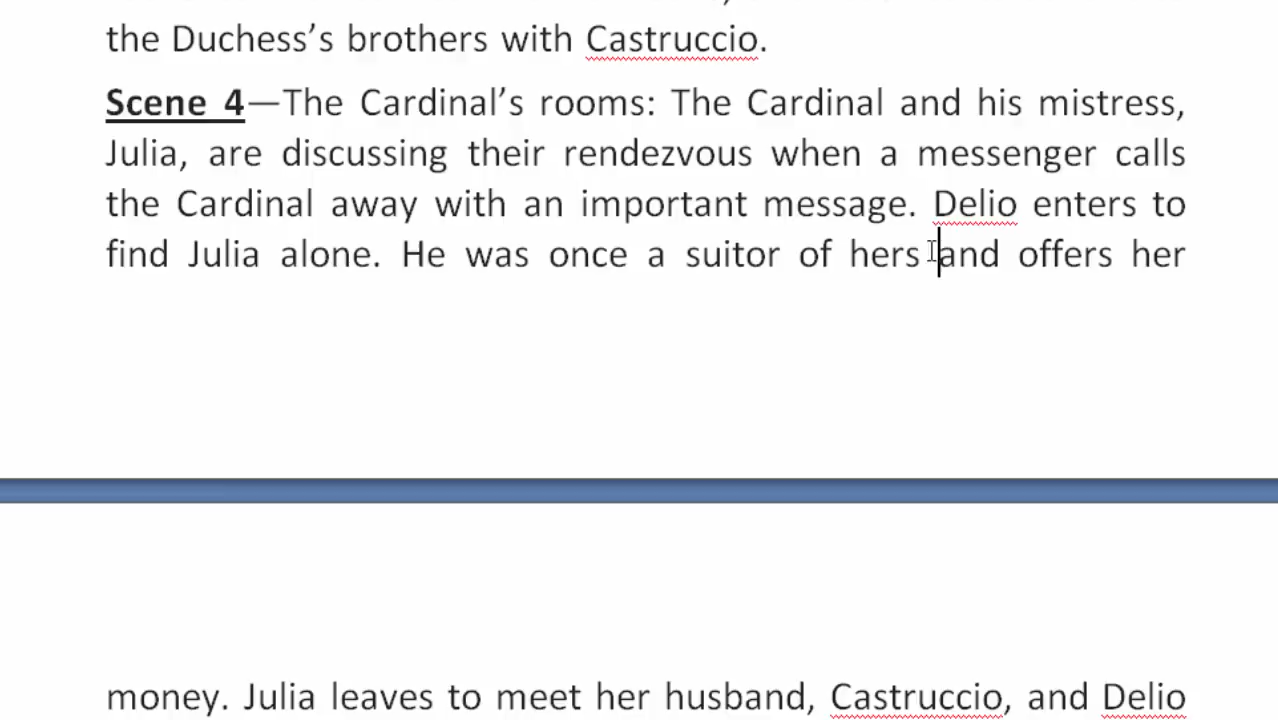 the Duchess’s brothers with Castruccio.
Scene 4—The Cardinal’s rooms: The Cardinal and his mistress,
Julia, are discussing their rendezvous when a messenger calls
the Cardinal away with an important message. Delio enters to
find Julia alone. He was once a suitor of hers and offers her
money. Julia leaves to meet her husband, Castruccio, and Delio